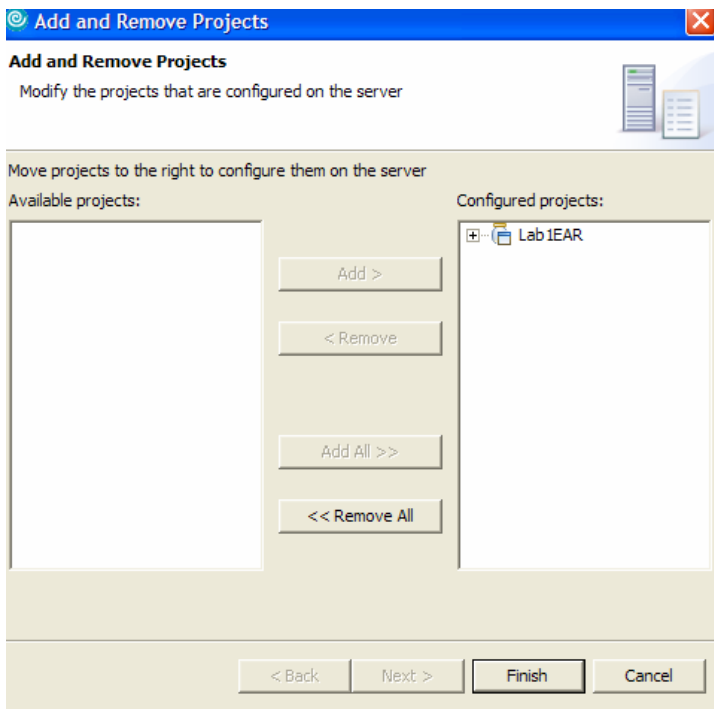 Add and Remove Projects
Add and Remove Projects
Modify the projects that are configured on the server
Move projects to the right to configure them on the server
Available projects:
Configured projects:
Lab1EAR
Add >
< Remove
Add All >>
<< Remove All
< Back
Next >
Finish
Cancel